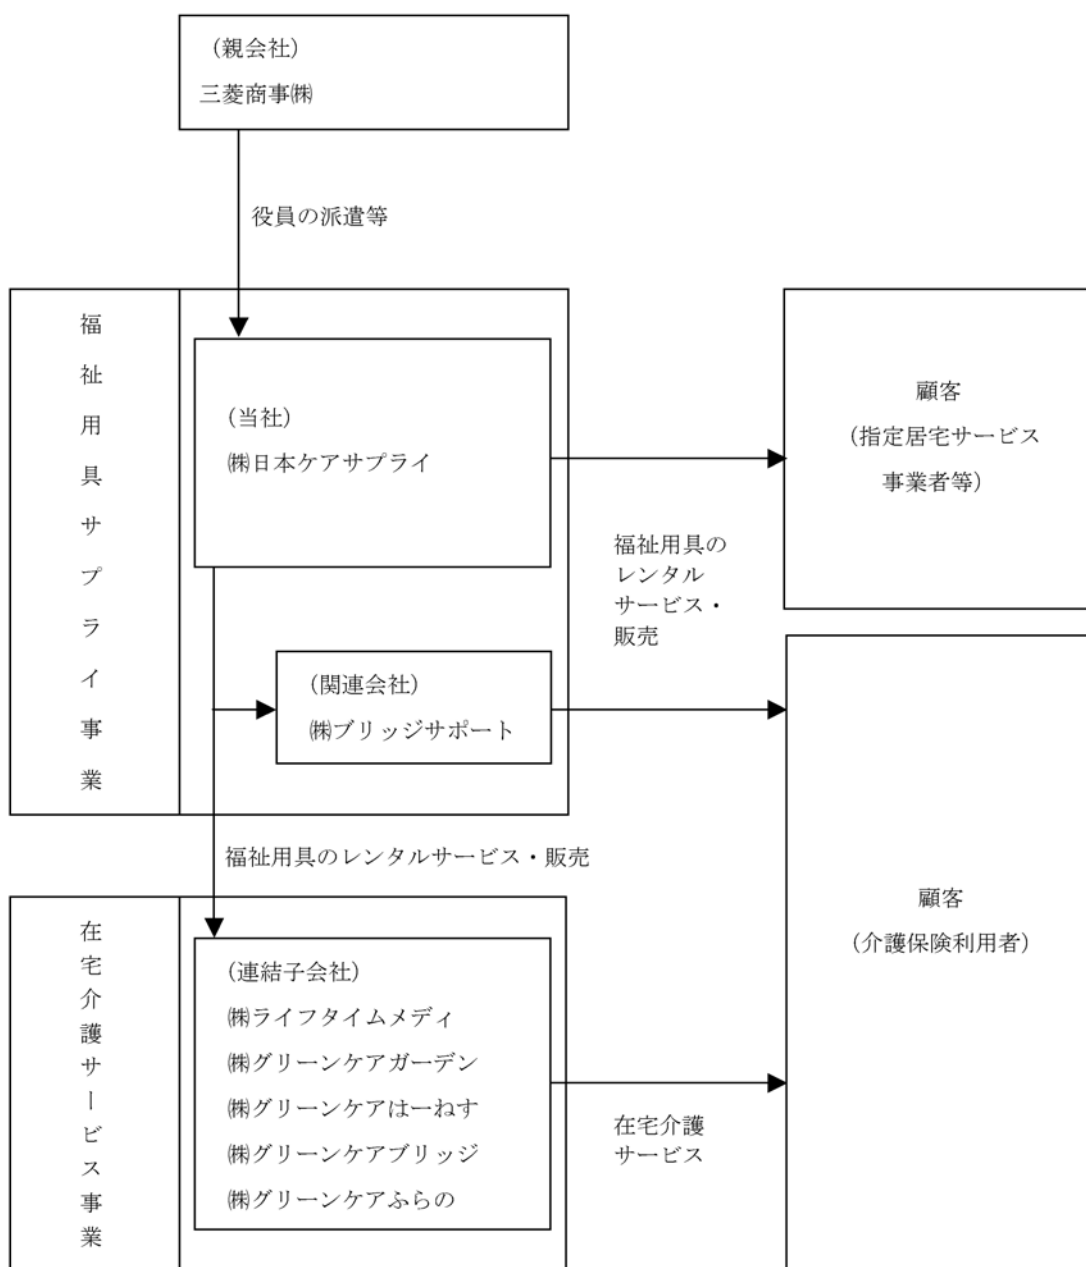 (親会社)
三菱商事㈱
役員の派遣等
福祉用具サプライ事業
(当社)
㈱日本ケアサプライ
顧客
(指定居宅サービス
事業者等)
福祉用具の
レンタル
サービス・
販売
(関連会社)
㈱ブリッジサポート
福祉用具のレンタルサービス・販売
在宅介護サービス事業
(連結子会社)
㈱ライフタイムメディ
㈱グリーンケアガーデン
㈱グリーンケアはーねす
㈱グリーンケアブリッジ
㈱グリーンケアふらの
在宅介護
サービス
顧客
(介護保険利用者)